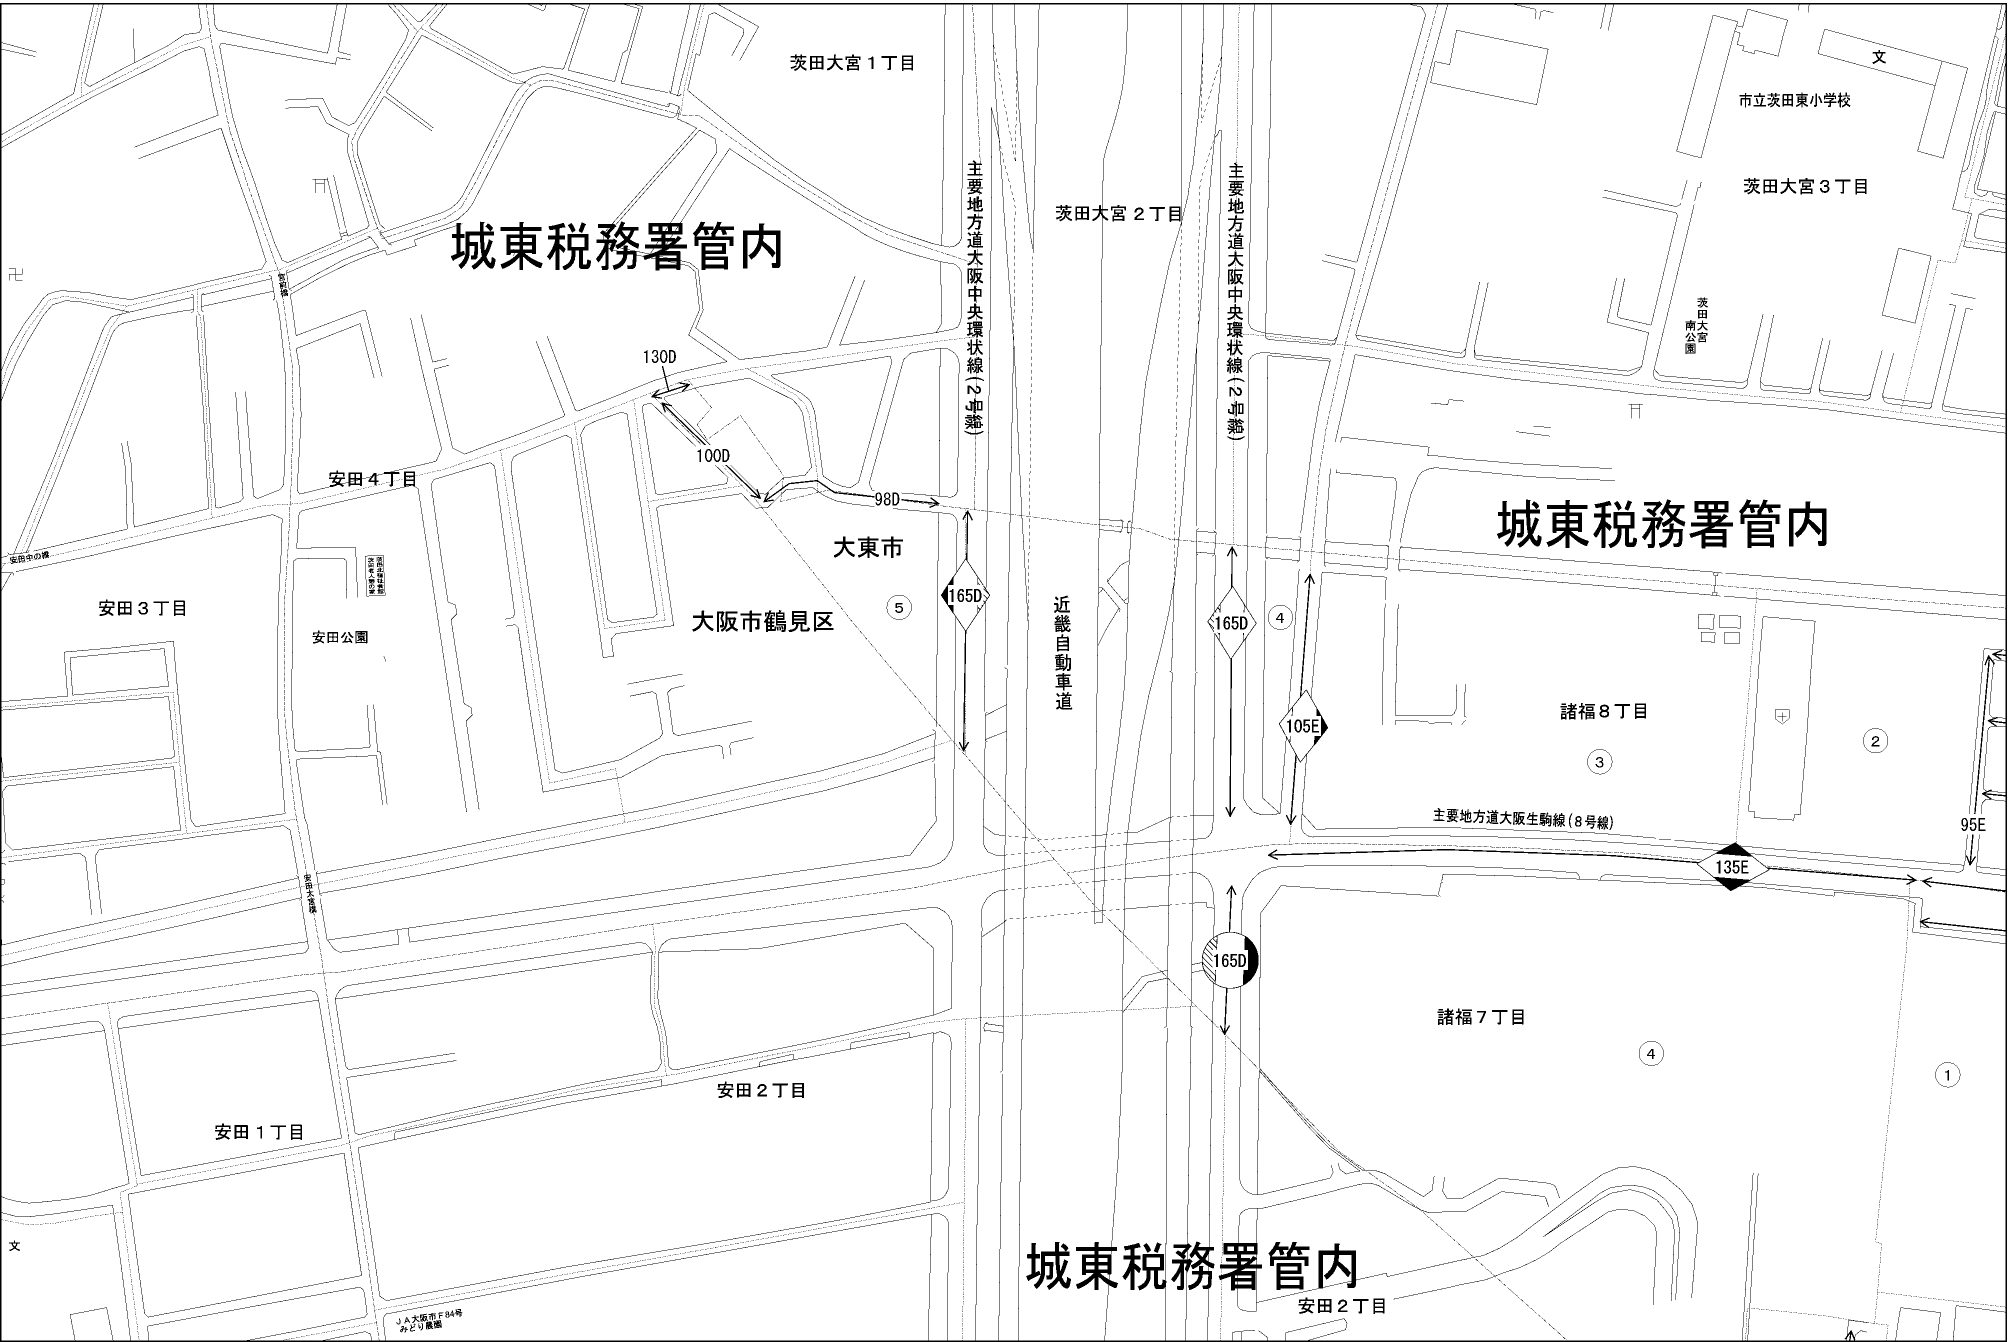 茨田大宮１丁目
文
市立茨田東小学校
茨田大宮３丁目
茨田大宮２丁目
主要地方道大阪中央環状線(２号線)
主要地方道大阪中央環状線(２号線)
城東税務署管内
宮前橋
茨田大宮
南公園
130D
100D
98D
安田４丁目
城東税務署管内
大東市
安田中の橋
165D
165D
安田３丁目
⑤
④
大阪市鶴見区
近畿自動車道
安田公園
諸福８丁目
105E
②
③
主要地方道大阪生駒線(８号線)
95E
135E
安田大宮橋
165D
諸福７丁目
④
①
安田２丁目
安田１丁目
文
城東税務署管内
安田２丁目
ＪＡ大阪市Ｆ84号
みどり農園